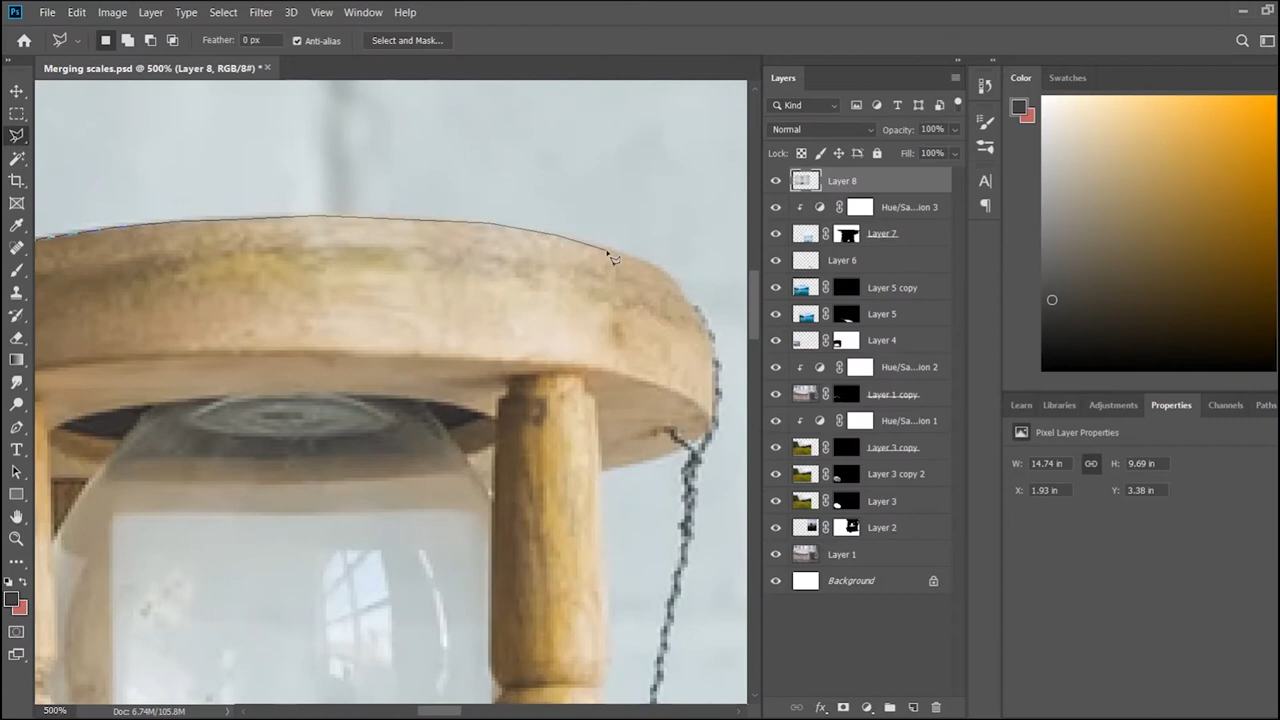 Ps File Edit Image Layer Type Select Filter 3D View Window Help
Feather: 0 px Anti-alias Select and Mask...
Merging scales.psd @ 500% (Layer 8, RGB/8#) *
Layers
Kind
Normal Opacity: 100%
Lock: Fill: 100%
Layer 8
Hue/Sa...ion 3
Layer 7
Layer 6
Layer 5 copy
Layer 5
Layer 4
Hue/Sa...ion 2
Layer 1 copy
Hue/Sa...ion 1
Layer 3 copy
Layer 3 copy 2
Layer 3
Layer 2
Layer 1
Background
Color Swatches
Learn Libraries Adjustments Properties Channels Paths
Pixel Layer Properties
W: 14.74 in H: 9.69 in
X: 1.93 in Y: 3.38 in
500% Doc: 6.74M/105.8M